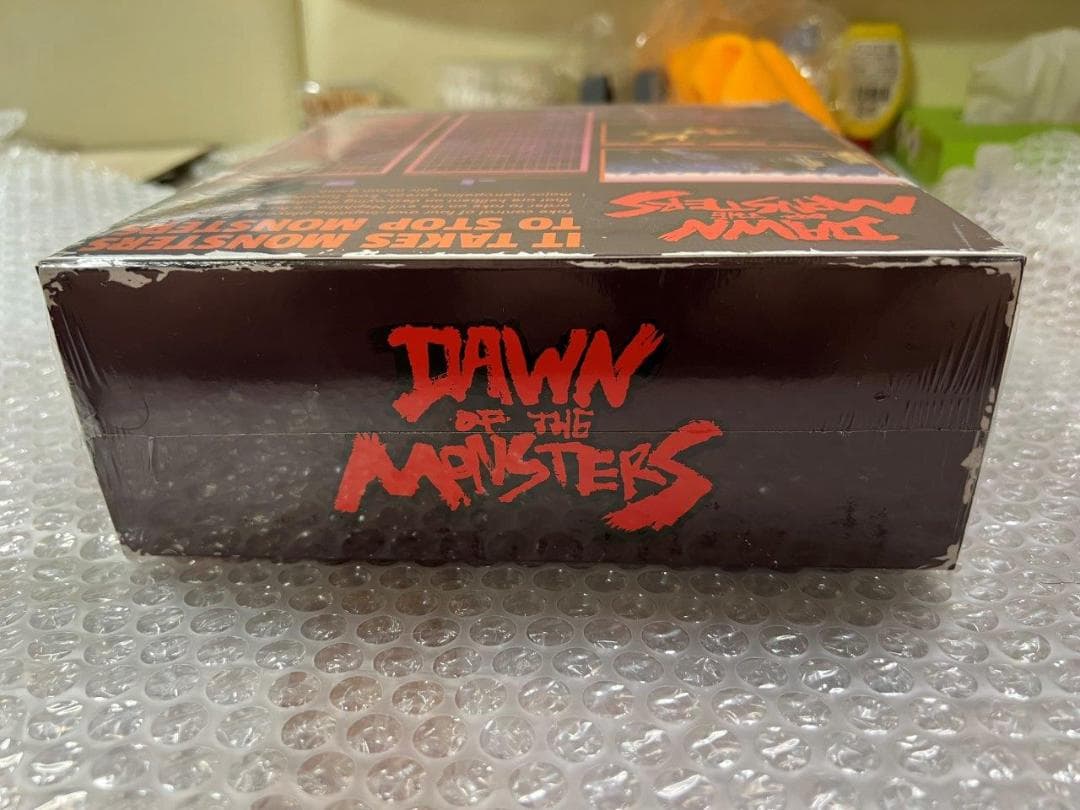 IT TAKES MONSTERS
TO STOP MONSTERS
DAWN
OF THE
MONSTERS
DAWN
OF THE
MONSTERS